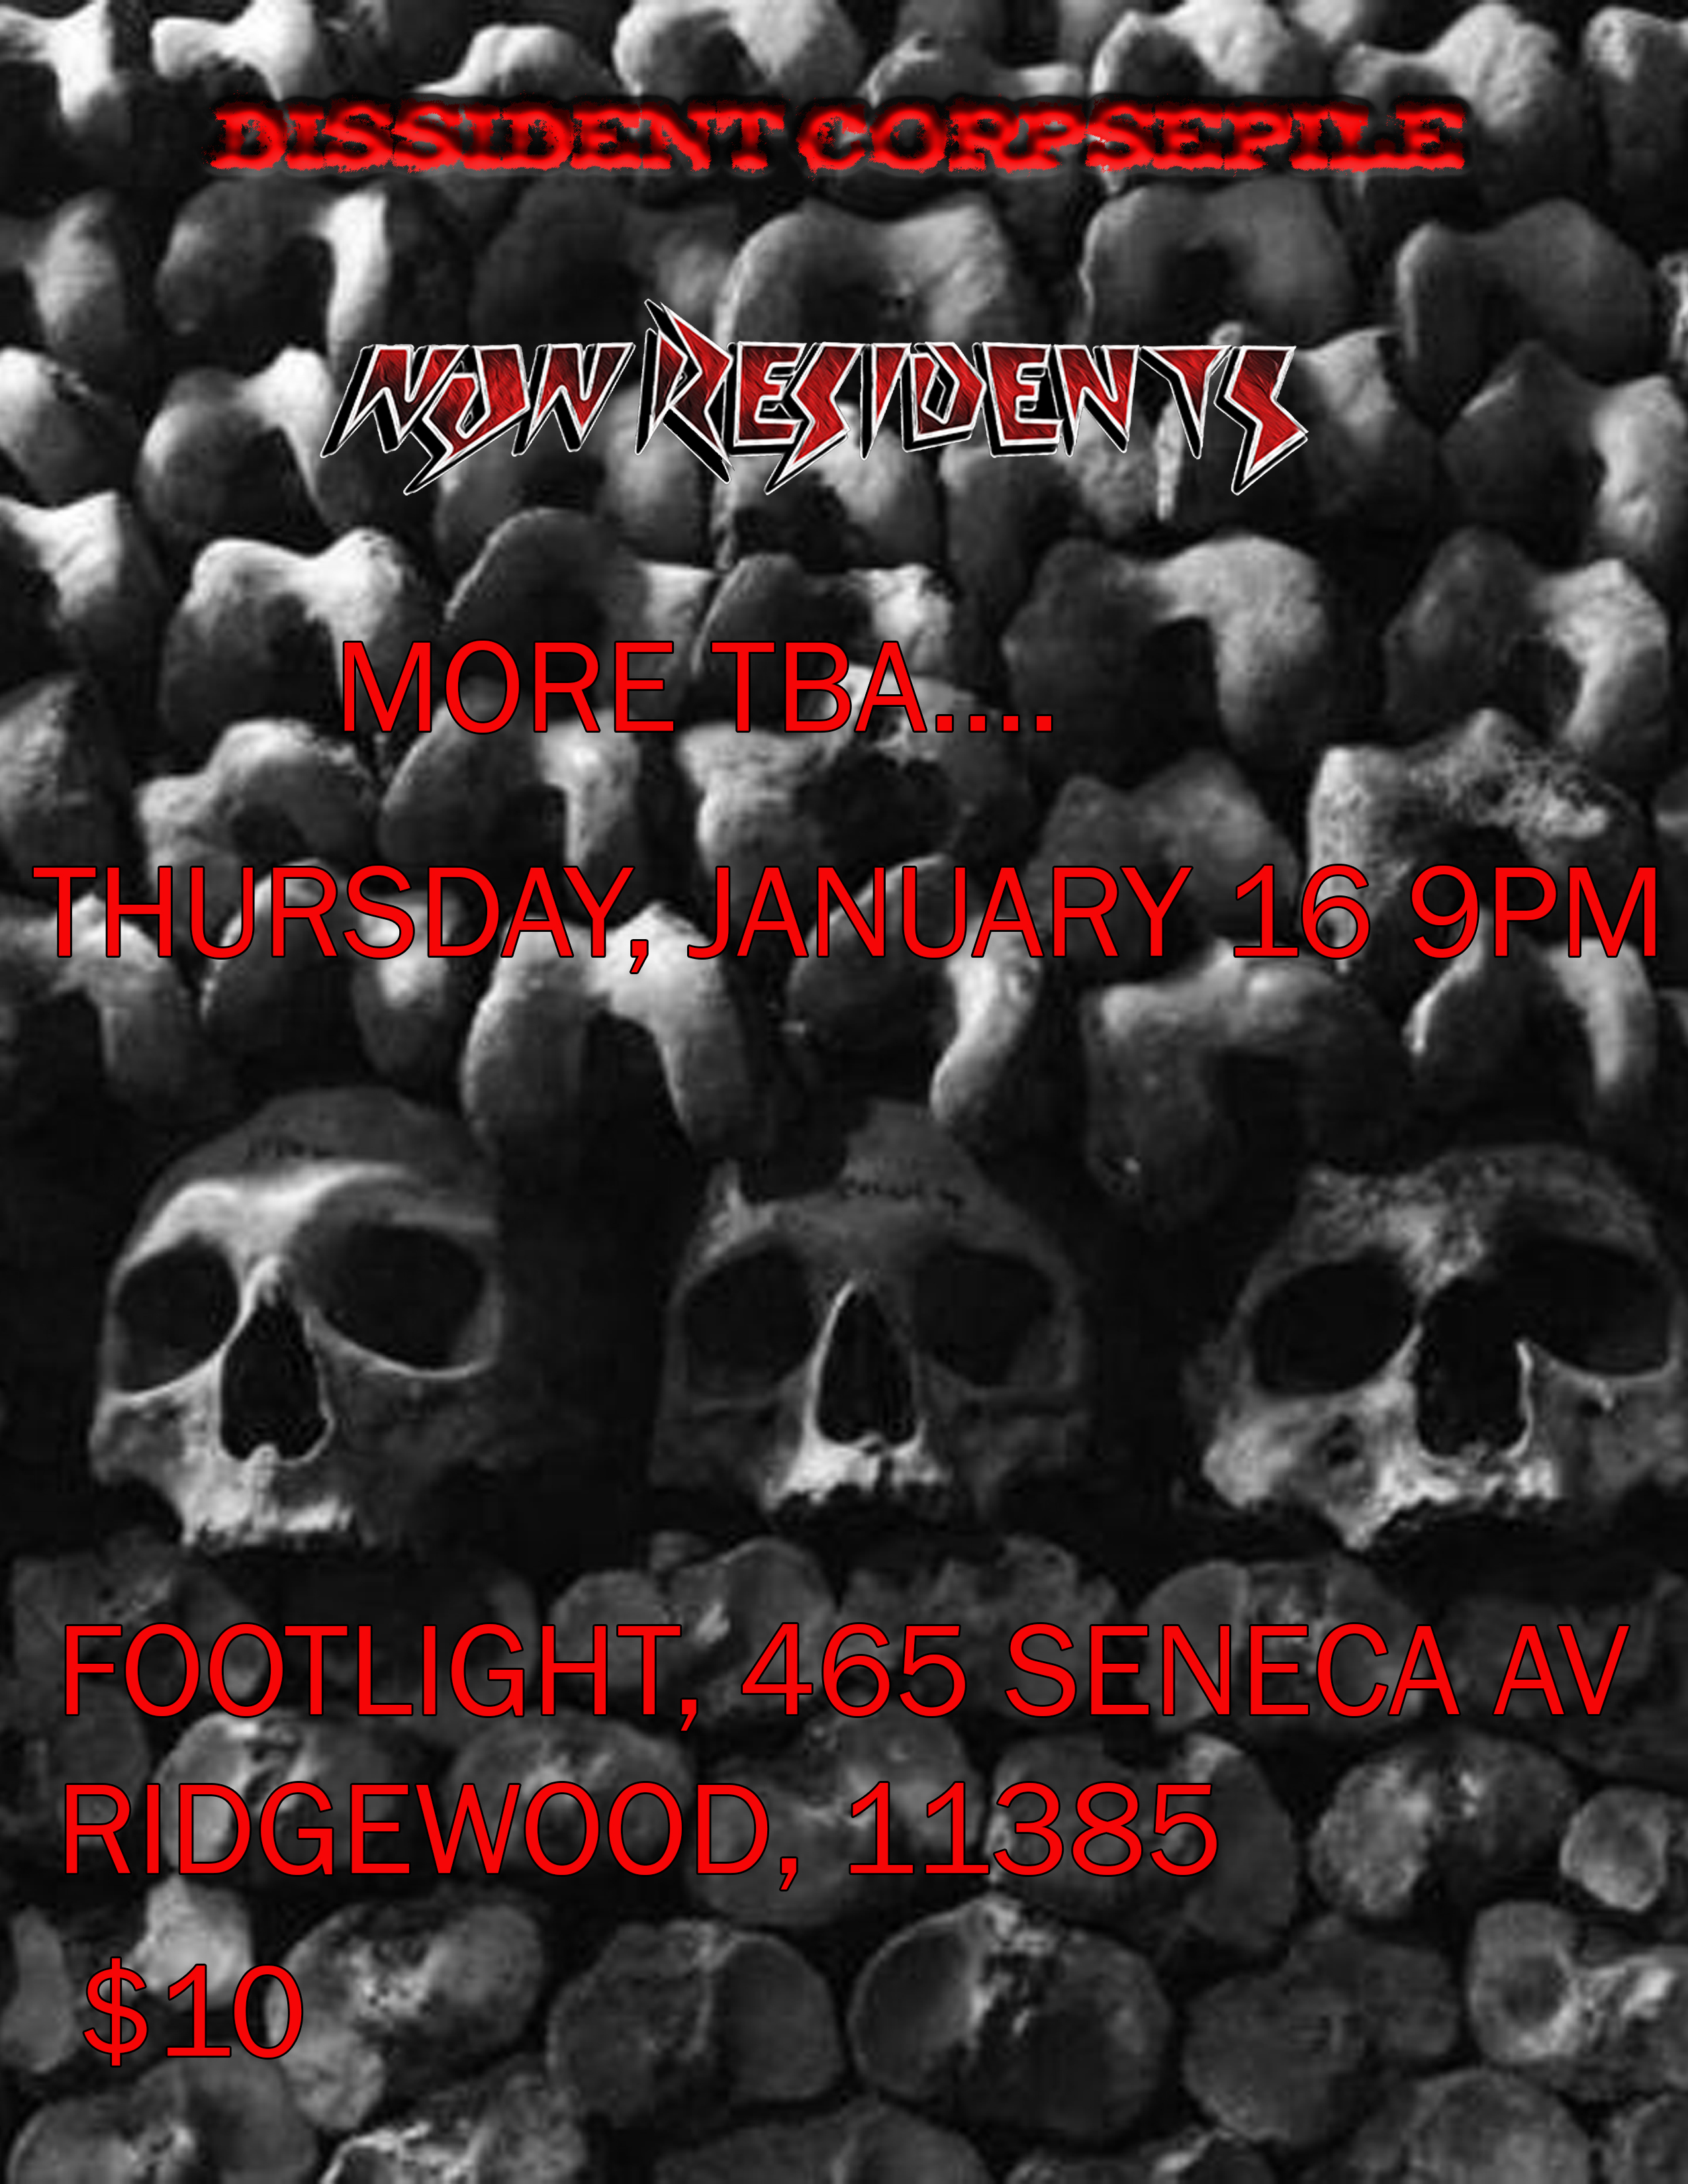 DISSIDENT CORPSEPILE
NON RESIDENTS
MORE TBA....
THURSDAY, JANUARY 16 9PM
FOOTLIGHT, 465 SENECA AV
RIDGEWOOD, 11385
$10